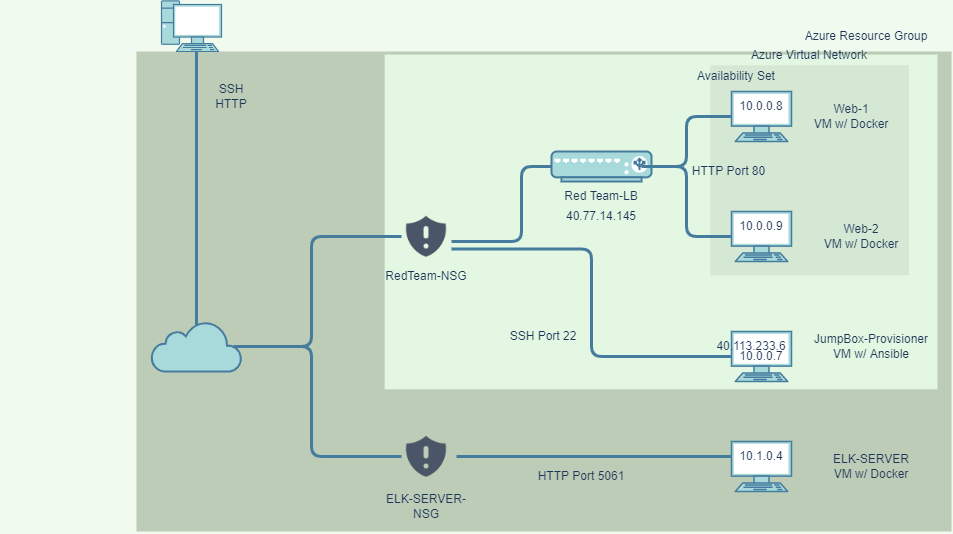 Azure Resource Group
Azure Virtual Network
Availability Set
SSH
HTTP
10.0.0.8
Web-1
VM w/ Docker
HTTP Port 80
Red Team-LB
40.77.14.145
10.0.0.9
Web-2
VM w/ Docker
RedTeam-NSG
SSH Port 22
40.113.233.6
10.0.0.7
JumpBox-Provisioner
VM w/ Ansible
10.1.0.4
ELK-SERVER
VM w/ Docker
HTTP Port 5061
ELK-SERVER-
NSG